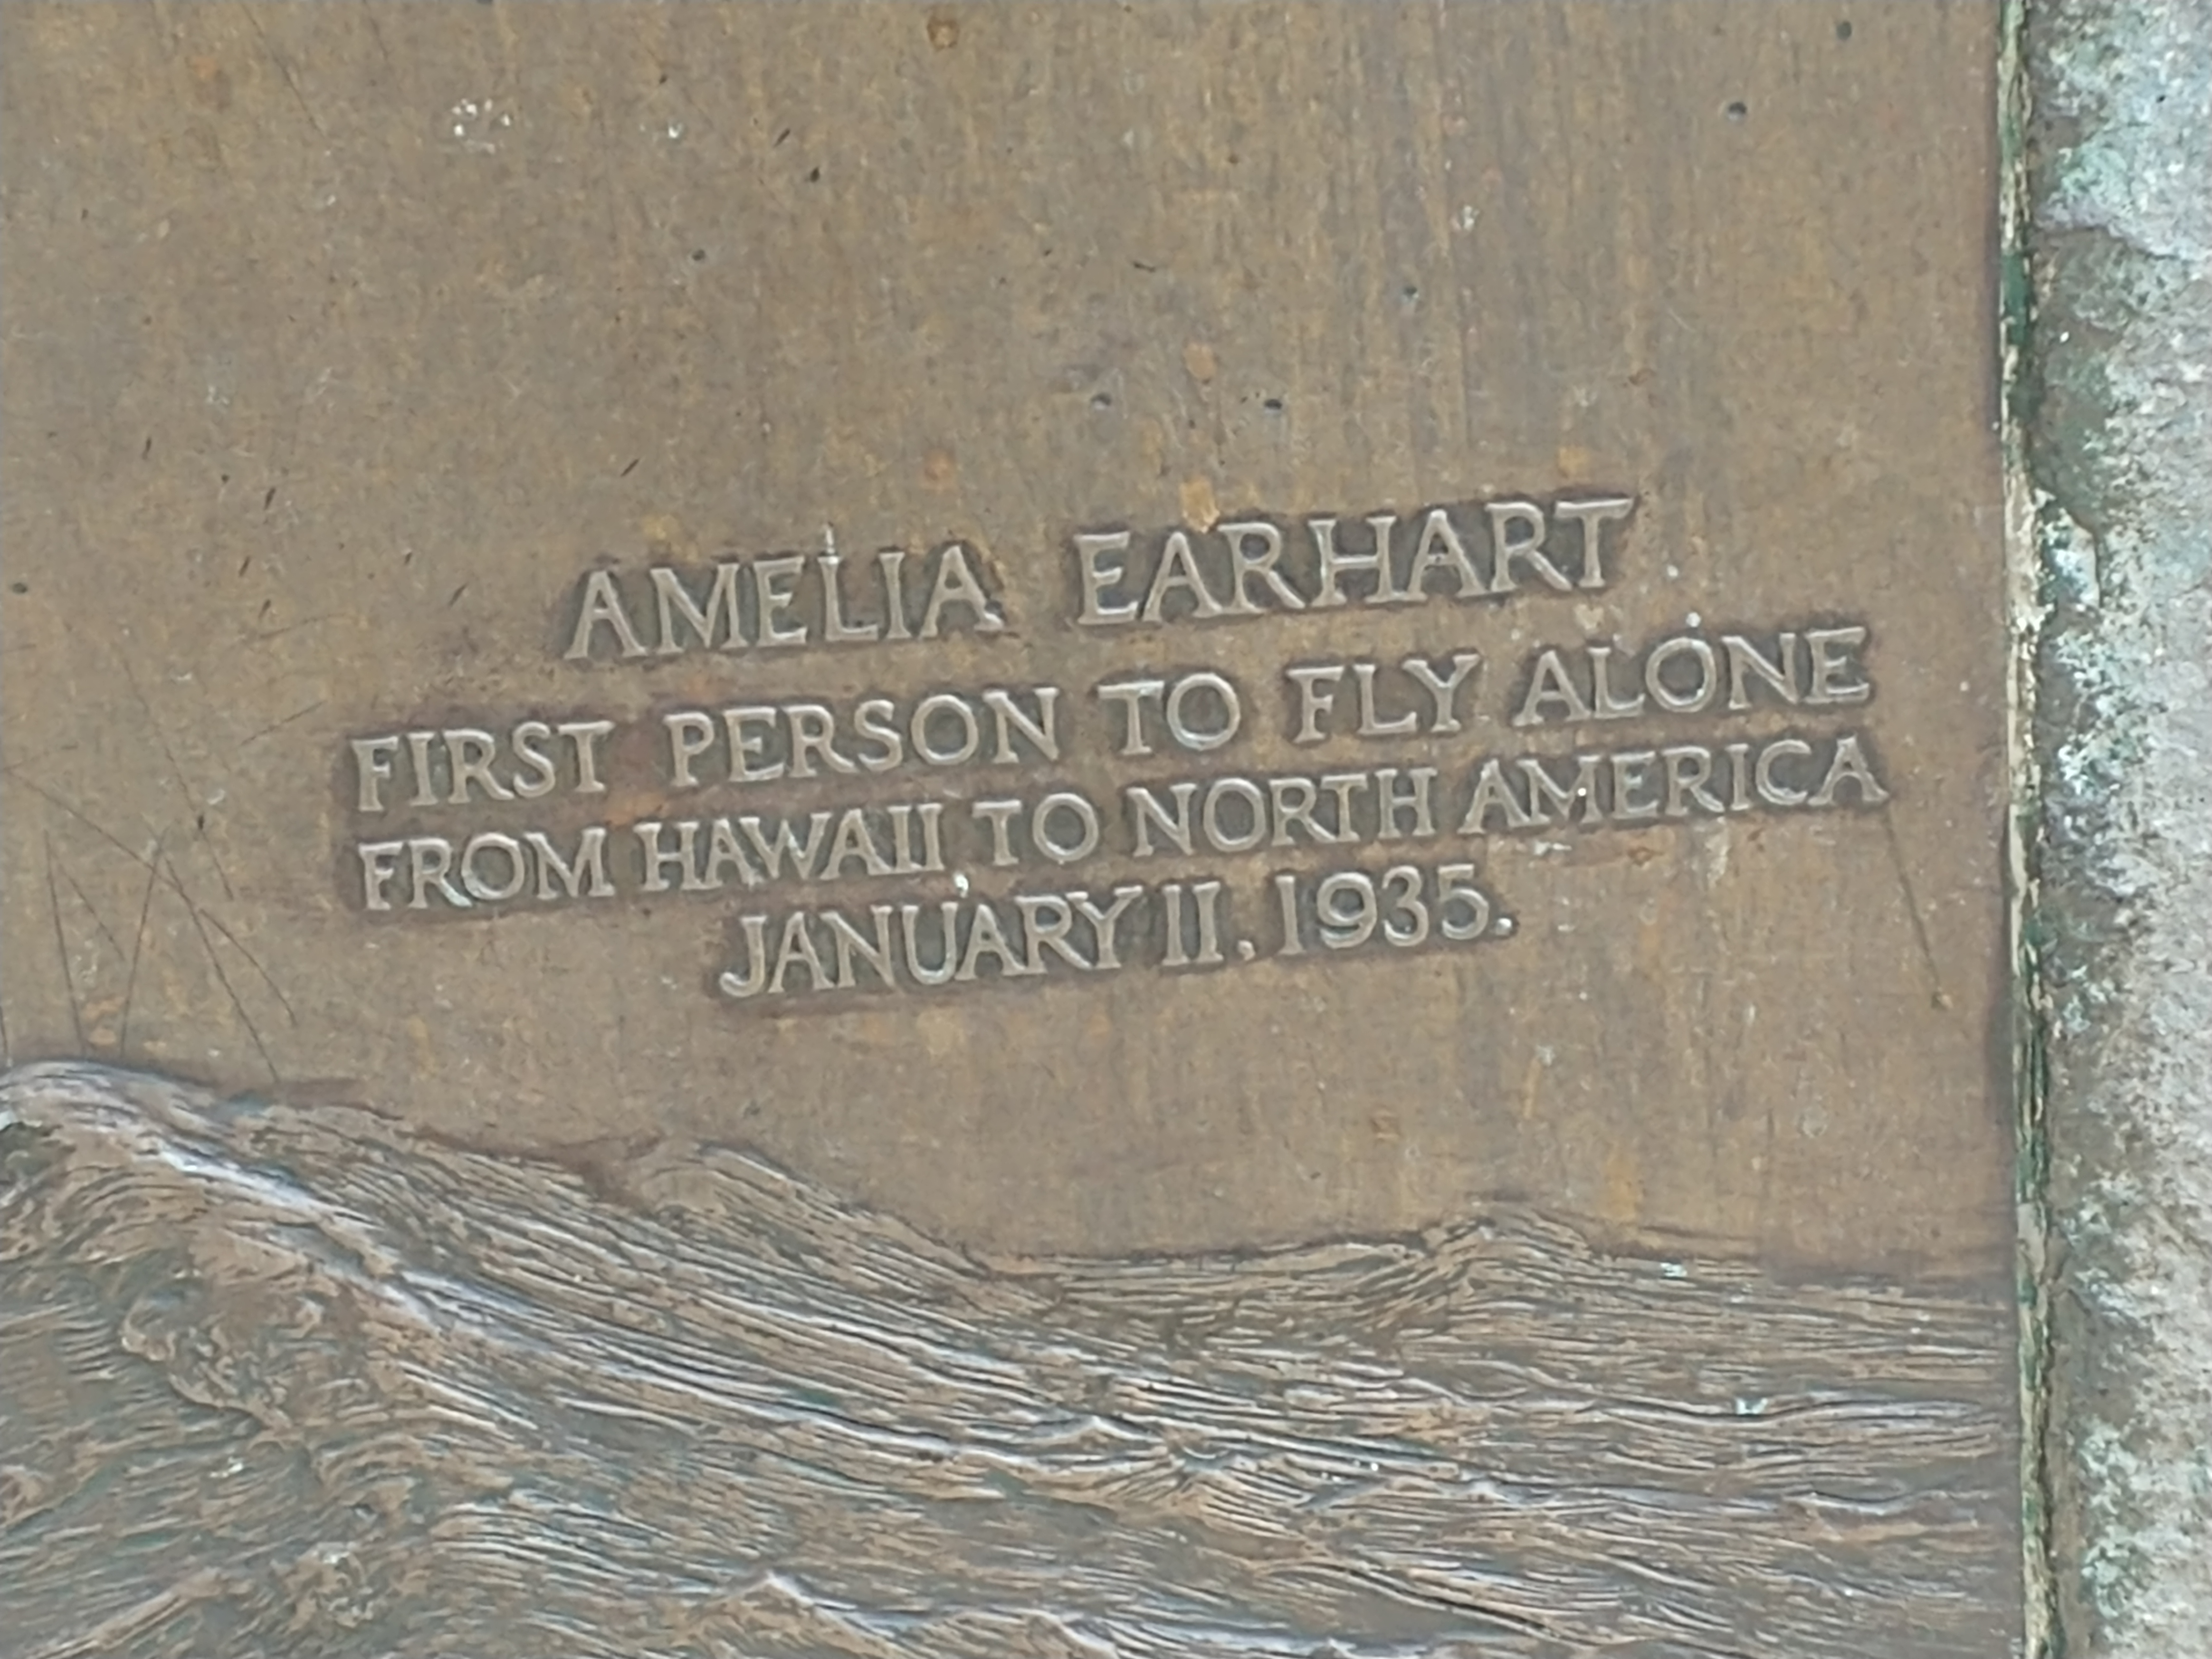 AMELIA EARHART
FIRST PERSON TO FLY ALONE
FROM HAWAII TO NORTH AMERICA
JANUARY 11, 1935.